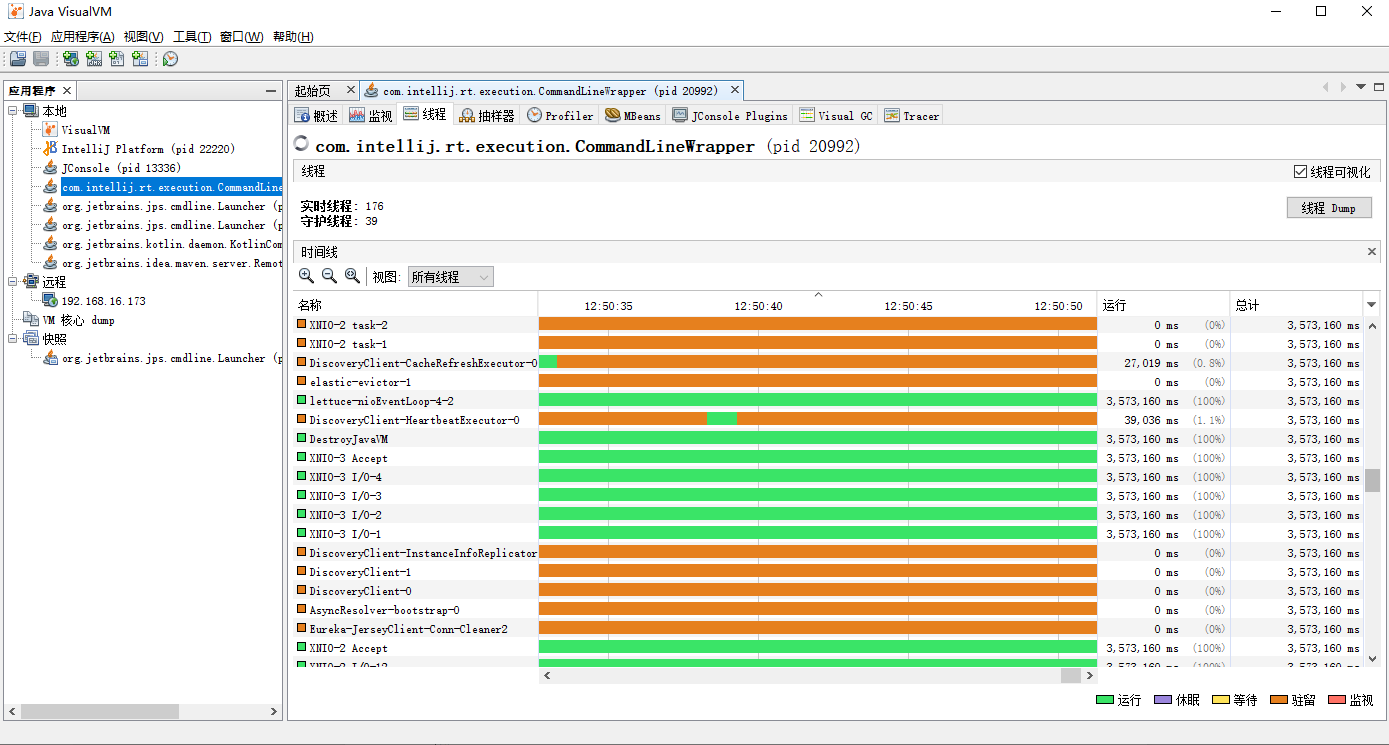 Java VisualVM
文件(F) 应用程序(A) 视图(V) 工具(T) 窗口(W) 帮助(H)
应用程序
本地
VisualVM
IntelliJ Platform (pid 22220)
JConsole (pid 13336)
com.intellij.rt.execution.CommandLine
org.jetbrains.jps.cmdline.Launcher (p
org.jetbrains.jps.cmdline.Launcher (p
org.jetbrains.kotlin.daemon.KotlinCom
org.jetbrains.idea.maven.server.Remot
远程
192.168.16.173
VM 核心 dump
快照
org.jetbrains.jps.cmdline.Launcher (p
起始页 com.intellij.rt.execution.CommandLineWrapper (pid 20992)
概述 监视 线程 抽样器 Profiler MBeans JConsole Plugins Visual GC Tracer
com.intellij.rt.execution.CommandLineWrapper (pid 20992)
线程 线程可视化
实时线程: 176
守护线程: 39
线程 Dump
时间线
视图: 所有线程
名称 12:50:35 12:50:40 12:50:45 12:50:50 运行 总计
XNIO-2 task-2 0 ms (0%) 3,573,160 ms
XNIO-2 task-1 0 ms (0%) 3,573,160 ms
DiscoveryClient-CacheRefreshExecutor-0 27,019 ms (0.8%) 3,573,160 ms
elastic-evictor-1 0 ms (0%) 3,573,160 ms
lettuce-nioEventLoop-4-2 3,573,160 ms (100%) 3,573,160 ms
DiscoveryClient-HeartbeatExecutor-0 39,036 ms (1.1%) 3,573,160 ms
DestroyJavaVM 3,573,160 ms (100%) 3,573,160 ms
XNIO-3 Accept 3,573,160 ms (100%) 3,573,160 ms
XNIO-3 I/O-4 3,573,160 ms (100%) 3,573,160 ms
XNIO-3 I/O-3 3,573,160 ms (100%) 3,573,160 ms
XNIO-3 I/O-2 3,573,160 ms (100%) 3,573,160 ms
XNIO-3 I/O-1 3,573,160 ms (100%) 3,573,160 ms
DiscoveryClient-InstanceInfoReplicator 0 ms (0%) 3,573,160 ms
DiscoveryClient-1 0 ms (0%) 3,573,160 ms
DiscoveryClient-0 0 ms (0%) 3,573,160 ms
AsyncResolver-bootstrap-0 0 ms (0%) 3,573,160 ms
Eureka-JerseyClient-Conn-Cleaner2 0 ms (0%) 3,573,160 ms
XNIO-2 Accept 3,573,160 ms (100%) 3,573,160 ms
运行 休眠 等待 驻留 监视